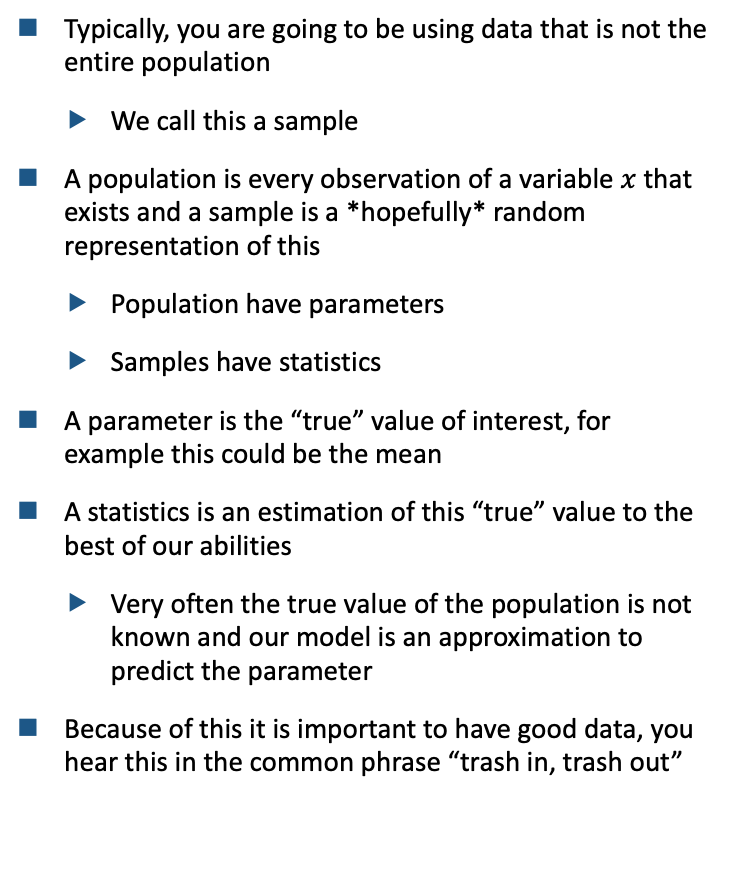 Typically, you are going to be using data that is not the
entire population
We call this a sample
A population is every observation of a variable x that
exists and a sample is a *hopefully* random
representation of this
Population have parameters
Samples have statistics
A parameter is the “true” value of interest, for
example this could be the mean
A statistics is an estimation of this “true” value to the
best of our abilities
Very often the true value of the population is not
known and our model is an approximation to
predict the parameter
Because of this it is important to have good data, you
hear this in the common phrase “trash in, trash out”